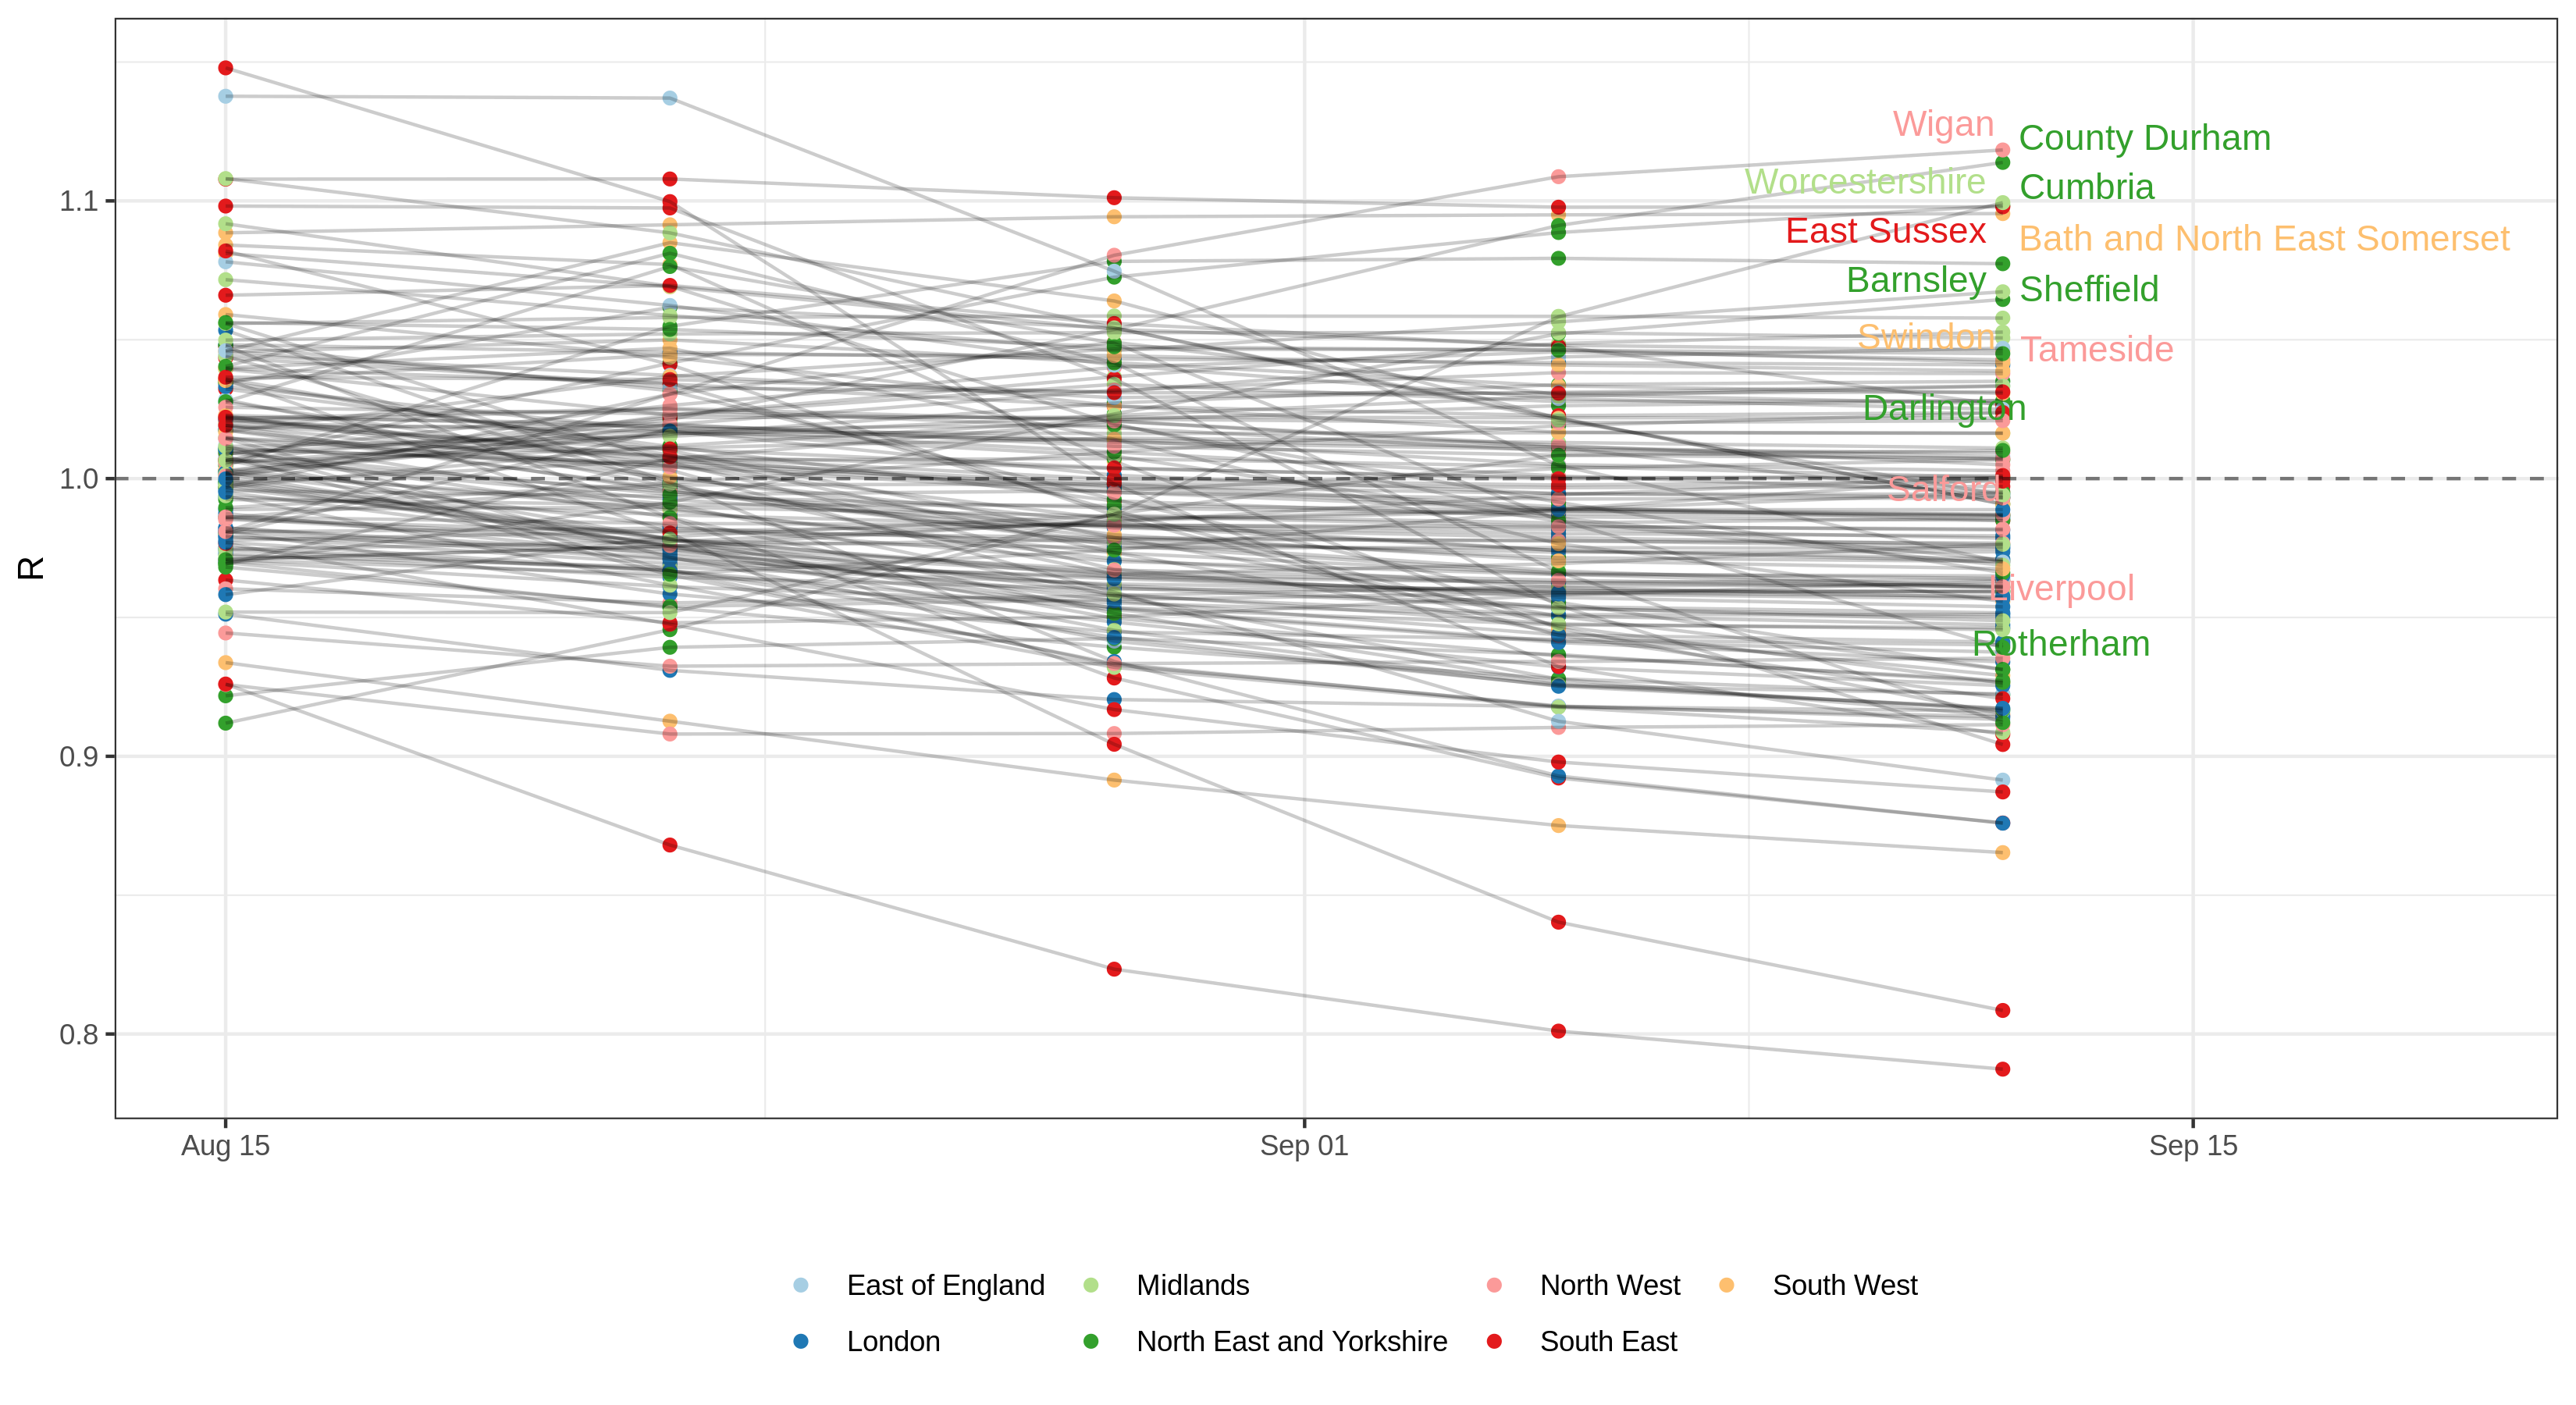 Wigan
County Durham
Worcestershire
Cumbria
East Sussex
Bath and North East Somerset
Barnsley
Sheffield
Swindon
Tameside
Darlington
Salford
Liverpool
Rotherham
1.1
1.0
0.9
0.8
R
Aug 15
Sep 01
Sep 15
East of England
Midlands
North West
South West
London
North East and Yorkshire
South East